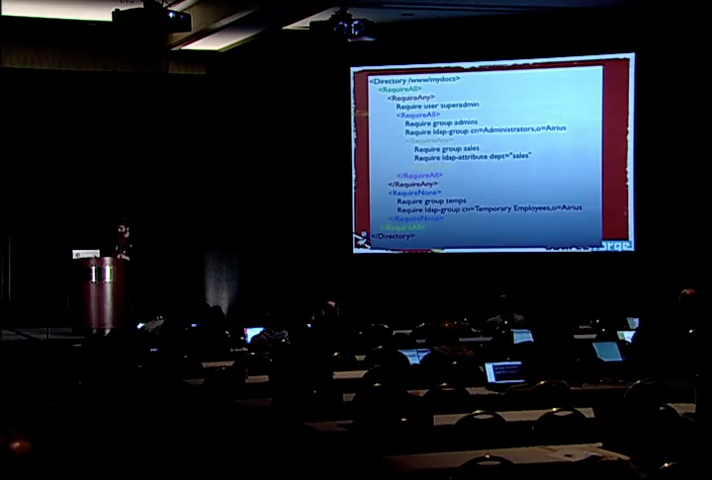 <Directory /www/mydocs>
<RequireAll>
<RequireAny>
Require user superadmin
<RequireAll>
Require group admins
Require ldap-group cn=Administrators,o=Airius
<RequireAny>
Require group sales
Require ldap-attribute dept="sales"
</RequireAll>
</RequireAny>
<RequireNone>
Require group temps
Require ldap-group cn=Temporary Employees,o=Airius
</RequireNone>
</RequireAll>
</Directory>